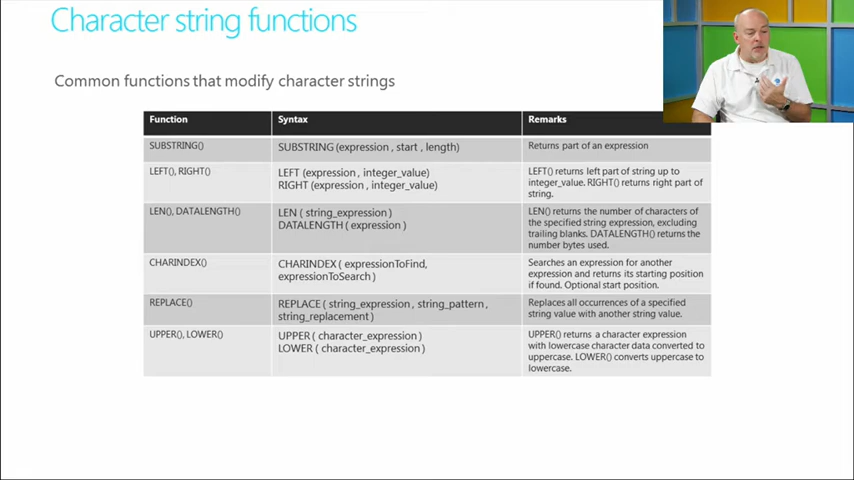 Character string functions
Common functions that modify character strings
Function Syntax Remarks
SUBSTRING() SUBSTRING (expression , start , length) Returns part of an expression
LEFT(), RIGHT() LEFT (expression , integer_value) LEFT() returns left part of string up to
RIGHT (expression , integer_value) integer_value. RIGHT() returns right part of
string.
LEN(), DATALENGTH() LEN ( string_expression ) LEN() returns the number of characters of
DATALENGTH ( expression ) the specified string expression, excluding
trailing blanks. DATALENGTH() returns the
number bytes used.
CHARINDEX() CHARINDEX ( expressionToFind, Searches an expression for another
expressionToSearch ) expression and returns its starting position
if found. Optional start position.
REPLACE() REPLACE ( string_expression , string_pattern , Replaces all occurrences of a specified
string_replacement ) string value with another string value.
UPPER(), LOWER() UPPER ( character_expression ) UPPER() returns a character expression
LOWER ( character_expression ) with lowercase character data converted to
uppercase. LOWER() converts uppercase to
lowercase.